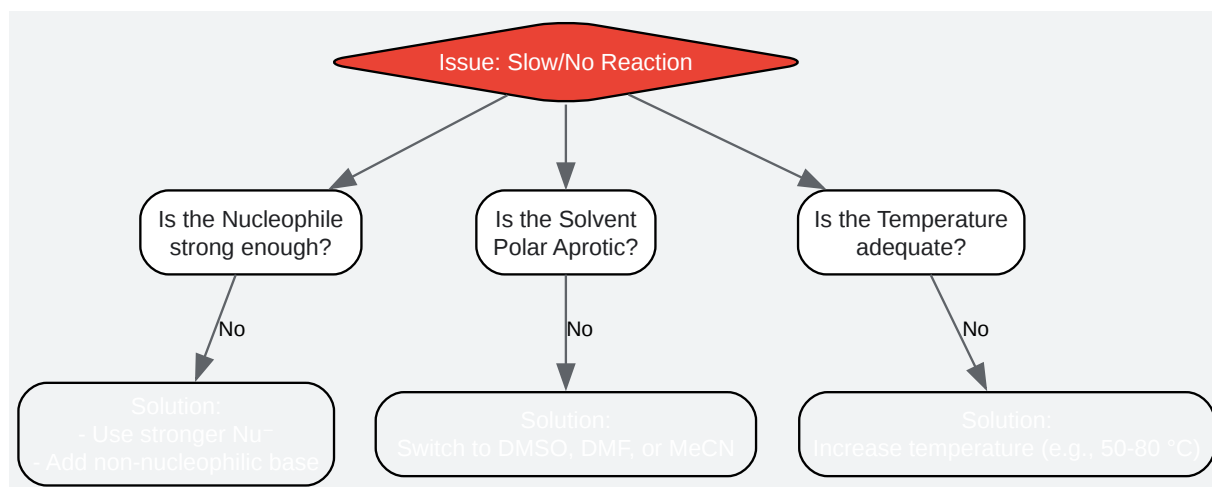 Issue: Slow/No Reaction
Is the Nucleophile
strong enough?
Is the Solvent
Polar Aprotic?
Is the Temperature
adequate?
No
No
No
Solution:
- Use stronger Nu⁻
- Add non-nucleophilic base
Solution:
Switch to DMSO, DMF, or MeCN
Solution:
Increase temperature (e.g., 50-80 °C)